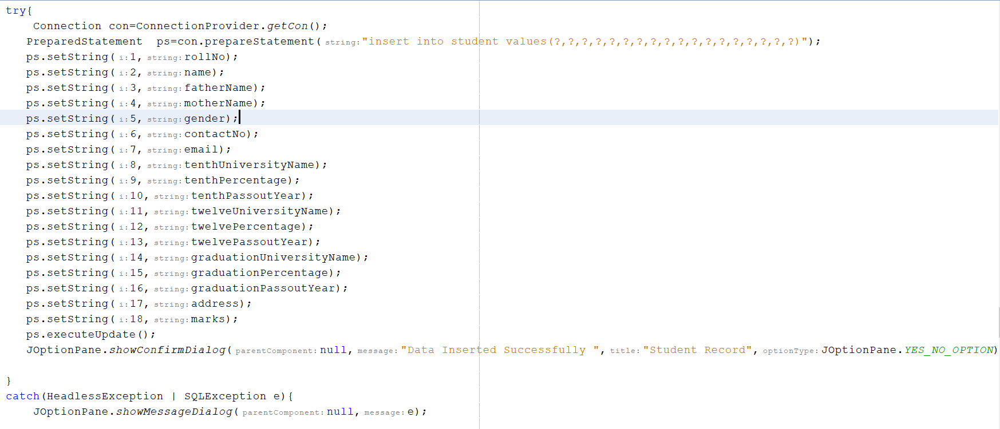 try{
Connection con=ConnectionProvider.getCon();
PreparedStatement ps=con.prepareStatement( string: "insert into student values(?,?,?,?,?,?,?,?,?,?,?,?,?,?,?,?,?,?)");
ps.setString( i: 1, string: rollNo);
ps.setString( i: 2, string: name);
ps.setString( i: 3, string: fatherName);
ps.setString( i: 4, string: motherName);
ps.setString( i: 5, string: gender);
ps.setString( i: 6, string: contactNo);
ps.setString( i: 7, string: email);
ps.setString( i: 8, string: tenthUniversityName);
ps.setString( i: 9, string: tenthPercentage);
ps.setString( i: 10, string: tenthPassoutYear);
ps.setString( i: 11, string: twelveUniversityName);
ps.setString( i: 12, string: twelvePercentage);
ps.setString( i: 13, string: twelvePassoutYear);
ps.setString( i: 14, string: graduationUniversityName);
ps.setString( i: 15, string: graduationPercentage);
ps.setString( i: 16, string: graduationPassoutYear);
ps.setString( i: 17, string: address);
ps.setString( i: 18, string: marks);
ps.executeUpdate();
JOptionPane.showConfirmDialog( parentComponent: null, message: "Data Inserted Successfully ", title: "Student Record", optionType: JOptionPane.YES_NO_OPTION)
}
catch(HeadlessException | SQLException e){
JOptionPane.showMessageDialog( parentComponent: null, message: e);